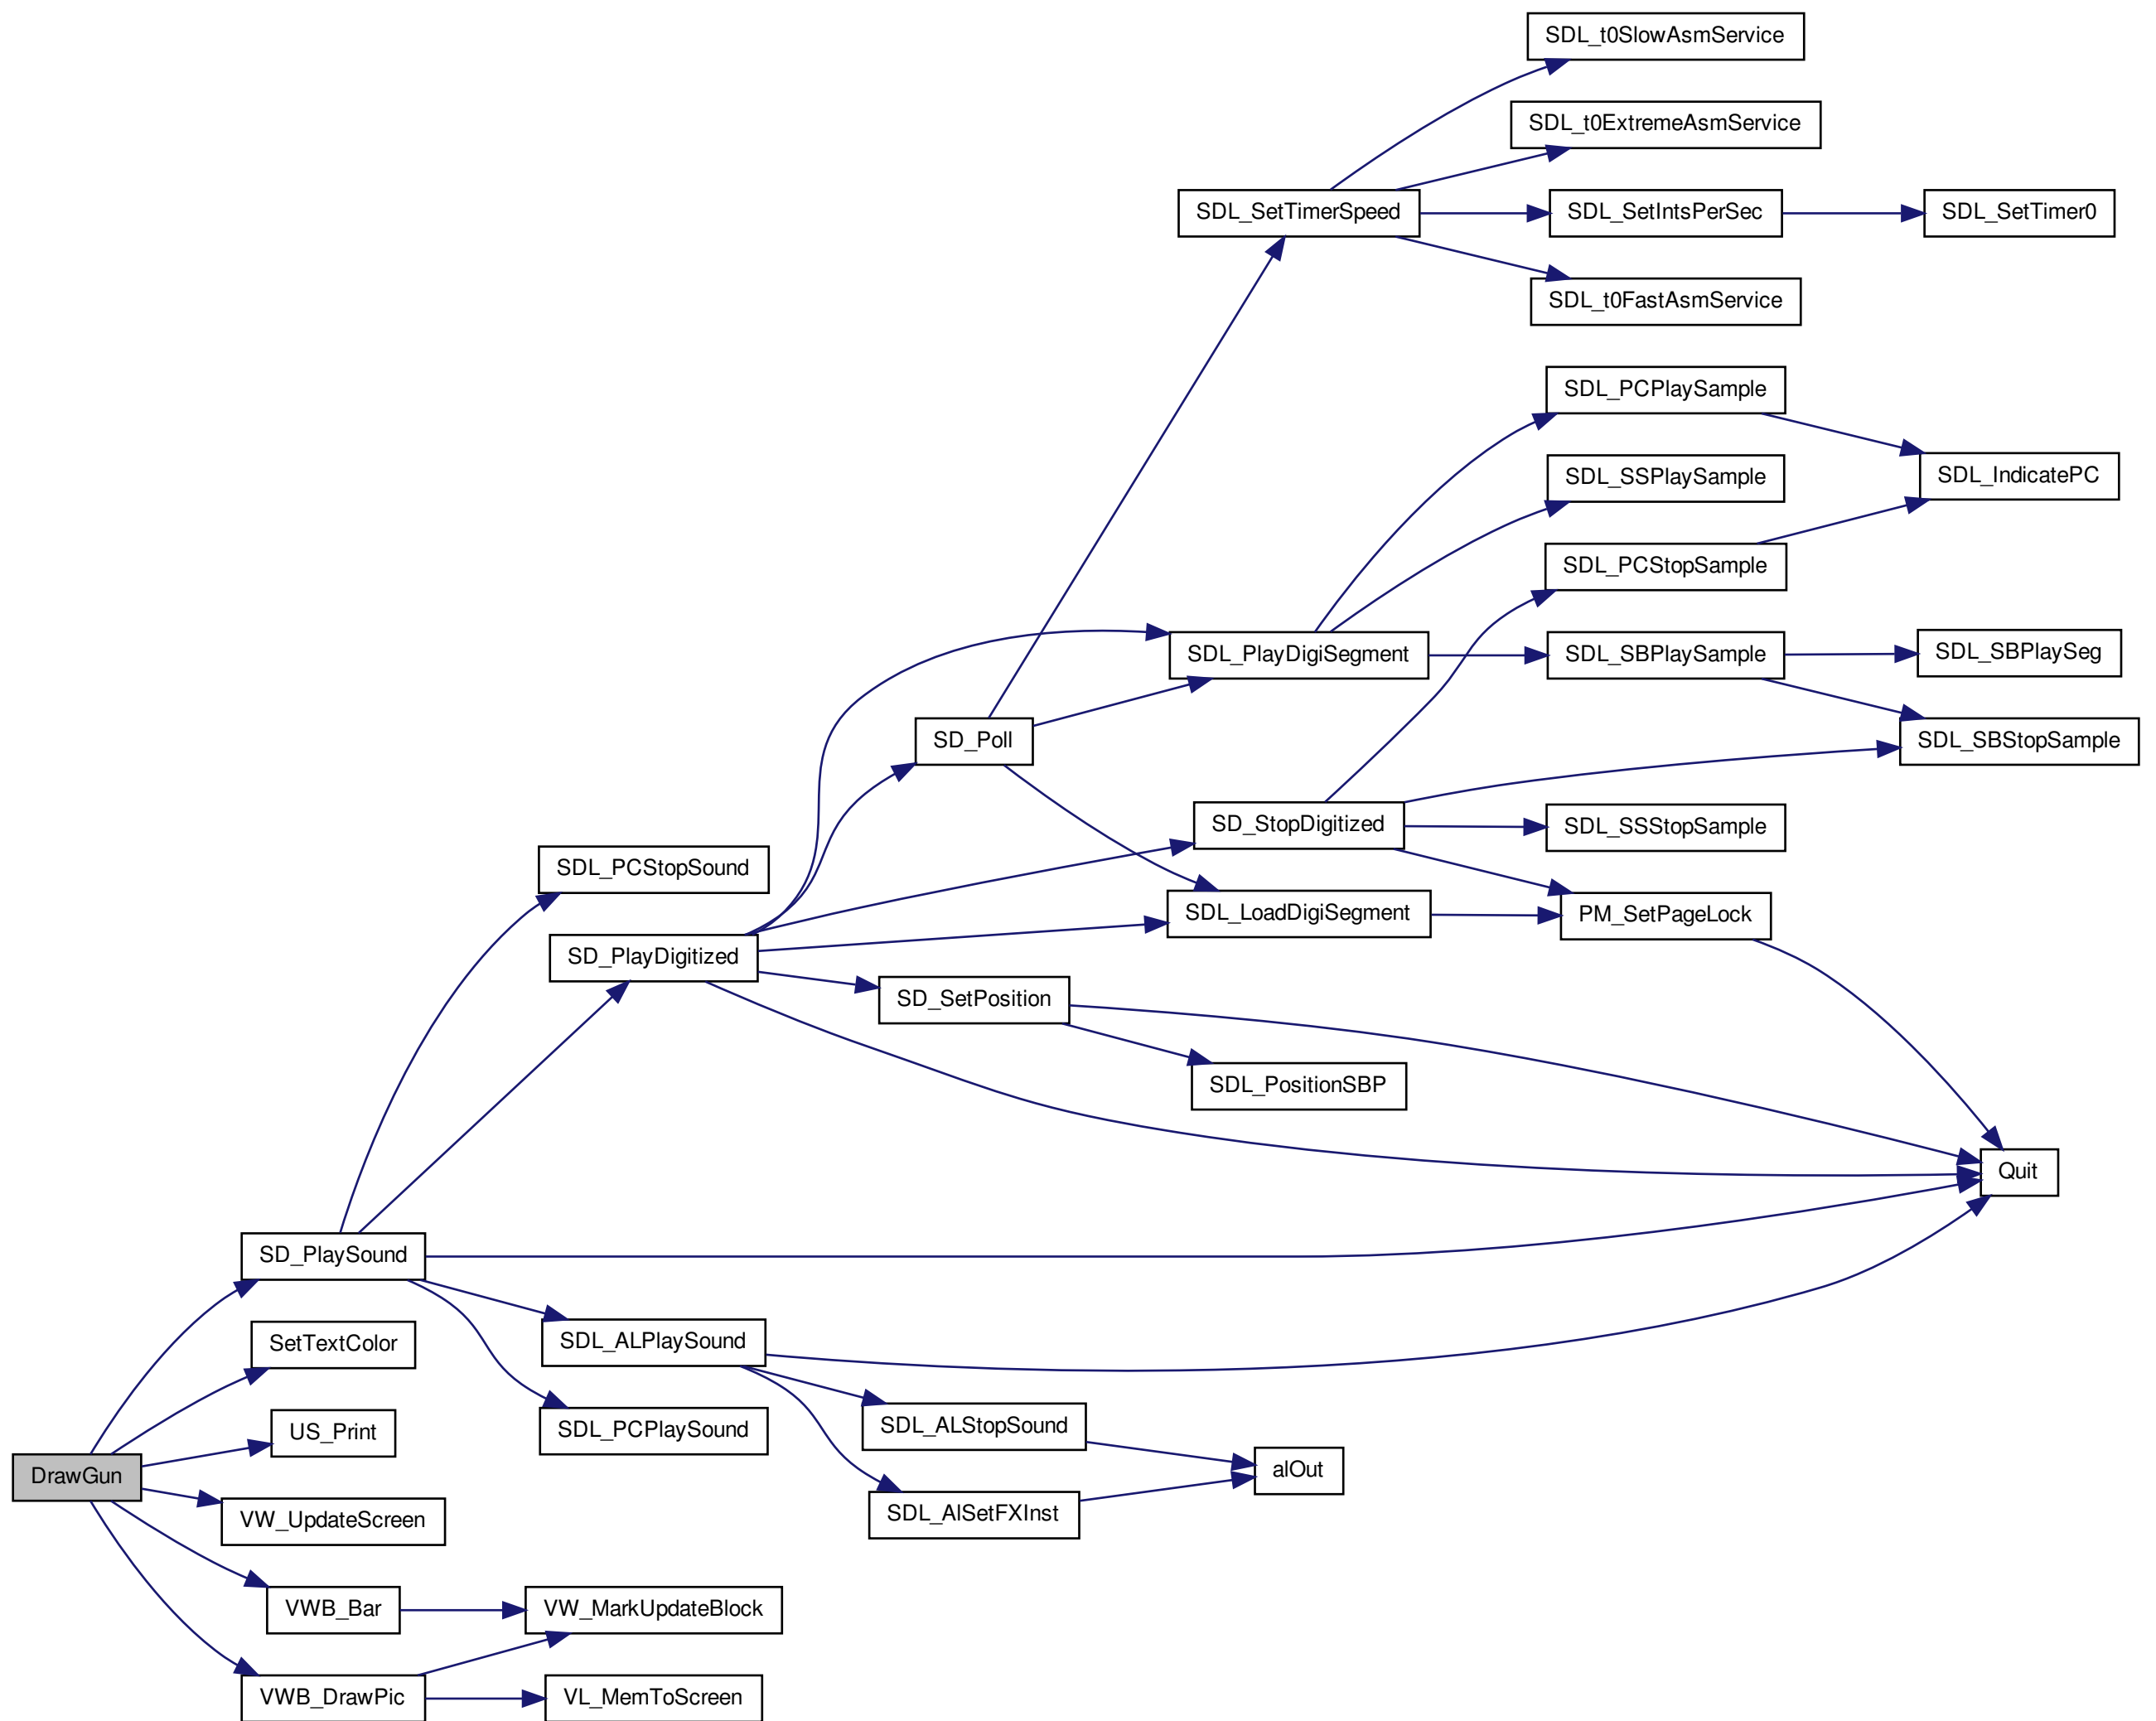 SDL_t0SlowAsmService
SDL_t0ExtremeAsmService
SDL_SetTimerSpeed
SDL_SetIntsPerSec
SDL_SetTimer0
SDL_t0FastAsmService
SDL_PCPlaySample
SDL_SSPlaySample
SDL_IndicatePC
SDL_PCStopSample
SDL_PlayDigiSegment
SDL_SBPlaySample
SDL_SBPlaySeg
SD_Poll
SDL_SBStopSample
SD_StopDigitized
SDL_SSStopSample
SDL_PCStopSound
SDL_LoadDigiSegment
PM_SetPageLock
SD_PlayDigitized
SD_SetPosition
SDL_PositionSBP
Quit
SD_PlaySound
SetTextColor
SDL_ALPlaySound
US_Print
SDL_PCPlaySound
SDL_ALStopSound
DrawGun
alOut
VW_UpdateScreen
SDL_AlSetFXInst
VWB_Bar
VW_MarkUpdateBlock
VWB_DrawPic
VL_MemToScreen